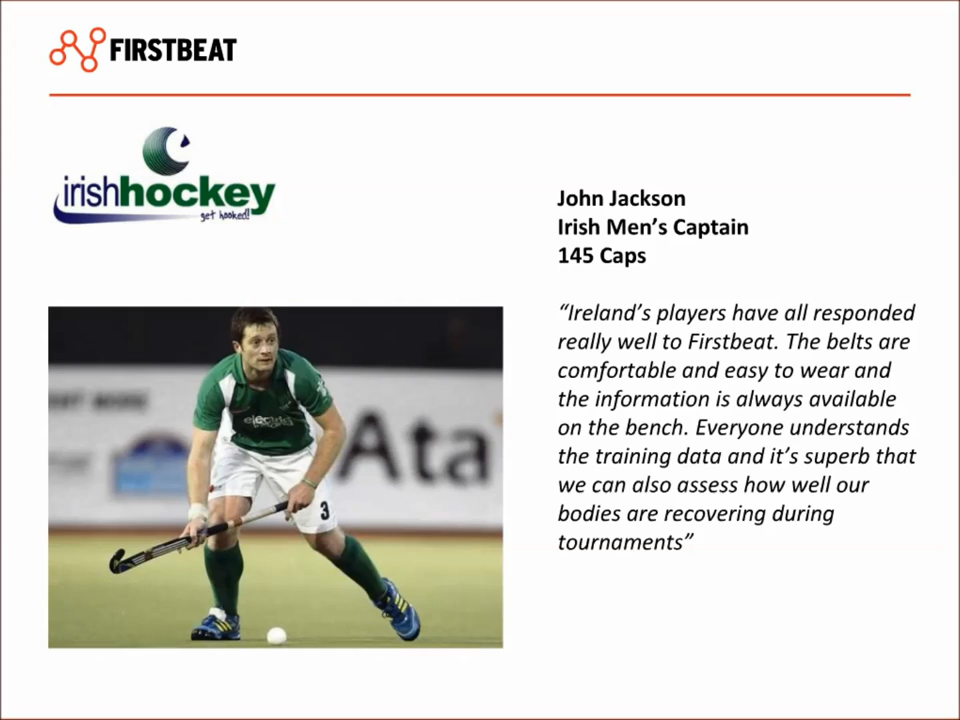 FIRSTBEAT
irishhockey
get hooked!
John Jackson
Irish Men’s Captain
145 Caps
“Ireland’s players have all responded
really well to Firstbeat. The belts are
comfortable and easy to wear and
the information is always available
on the bench. Everyone understands
the training data and it’s superb that
we can also assess how well our
bodies are recovering during
tournaments”
Ata
3